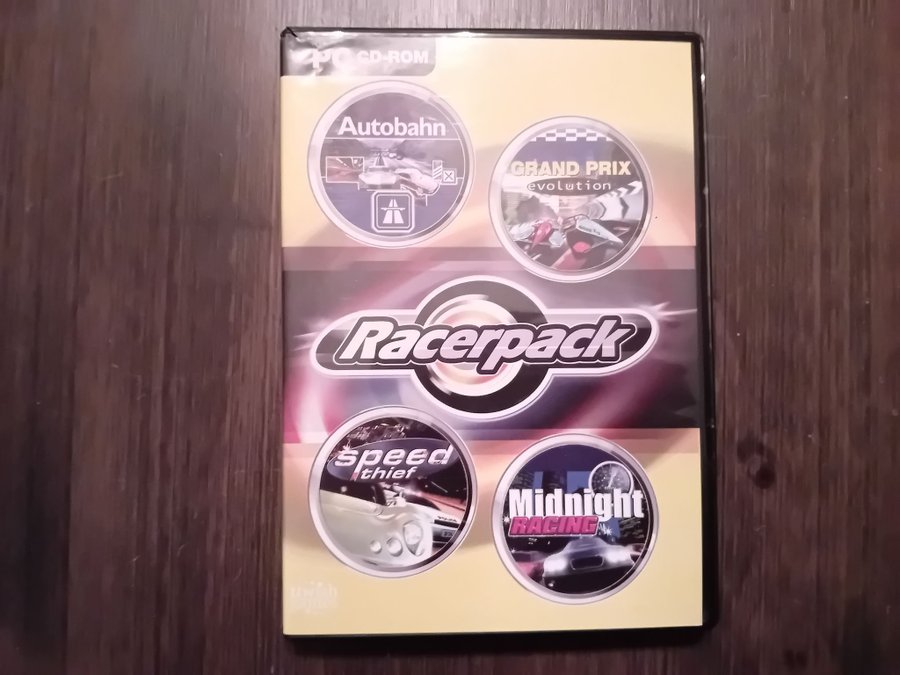 PC CD-ROM
Autobahn
GRAND PRIX
evolution
Racerpack
speed
thief
Midnight
RACING